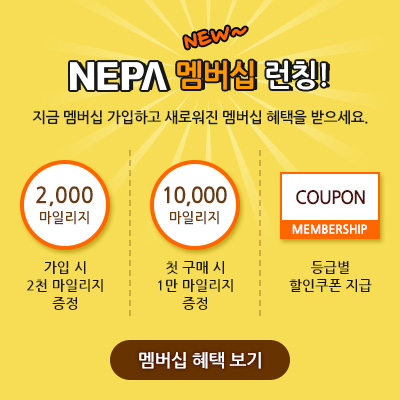 NEW~
NEPA 멤버십 런칭!
지금 멤버십 가입하고 새로워진 멤버십 혜택을 받으세요.
2,000
마일리지
가입 시
2천 마일리지
증정
10,000
마일리지
첫 구매 시
1만 마일리지
증정
COUPON
MEMBERSHIP
등급별
할인쿠폰 지급
멤버십 혜택 보기